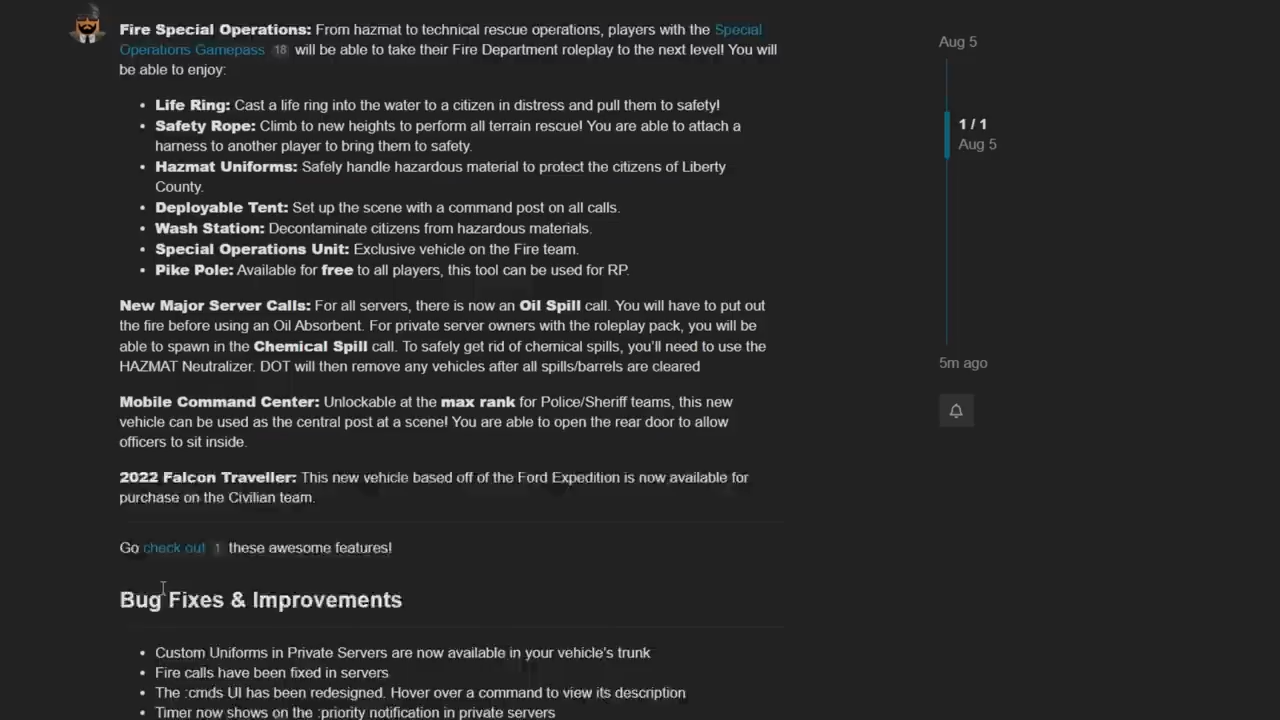 Fire Special Operations: From hazmat to technical rescue operations, players with the Special
Operations Gamepass 18 will be able to take their Fire Department roleplay to the next level! You will
be able to enjoy:
• Life Ring: Cast a life ring into the water to a citizen in distress and pull them to safety!
• Safety Rope: Climb to new heights to perform all terrain rescue! You are able to attach a
harness to another player to bring them to safety.
• Hazmat Uniforms: Safely handle hazardous material to protect the citizens of Liberty
County.
• Deployable Tent: Set up the scene with a command post on all calls.
• Wash Station: Decontaminate citizens from hazardous materials.
• Special Operations Unit: Exclusive vehicle on the Fire team.
• Pike Pole: Available for free to all players, this tool can be used for RP.
New Major Server Calls: For all servers, there is now an Oil Spill call. You will have to put out
the fire before using an Oil Absorbent. For private server owners with the roleplay pack, you will be
able to spawn in the Chemical Spill call. To safely get rid of chemical spills, you'll need to use the
HAZMAT Neutralizer. DOT will then remove any vehicles after all spills/barrels are cleared
Mobile Command Center: Unlockable at the max rank for Police/Sheriff teams, this new
vehicle can be used as the central post at a scene! You are able to open the rear door to allow
officers to sit inside.
2022 Falcon Traveller: This new vehicle based off of the Ford Expedition is now available for
purchase on the Civilian team.
Go check out 1 these awesome features!
Bug Fixes & Improvements
• Custom Uniforms in Private Servers are now available in your vehicle's trunk
• Fire calls have been fixed in servers
• The :cmds UI has been redesigned. Hover over a command to view its description
• Timer now shows on the :priority notification in private servers
Aug 5
1 / 1
Aug 5
5m ago